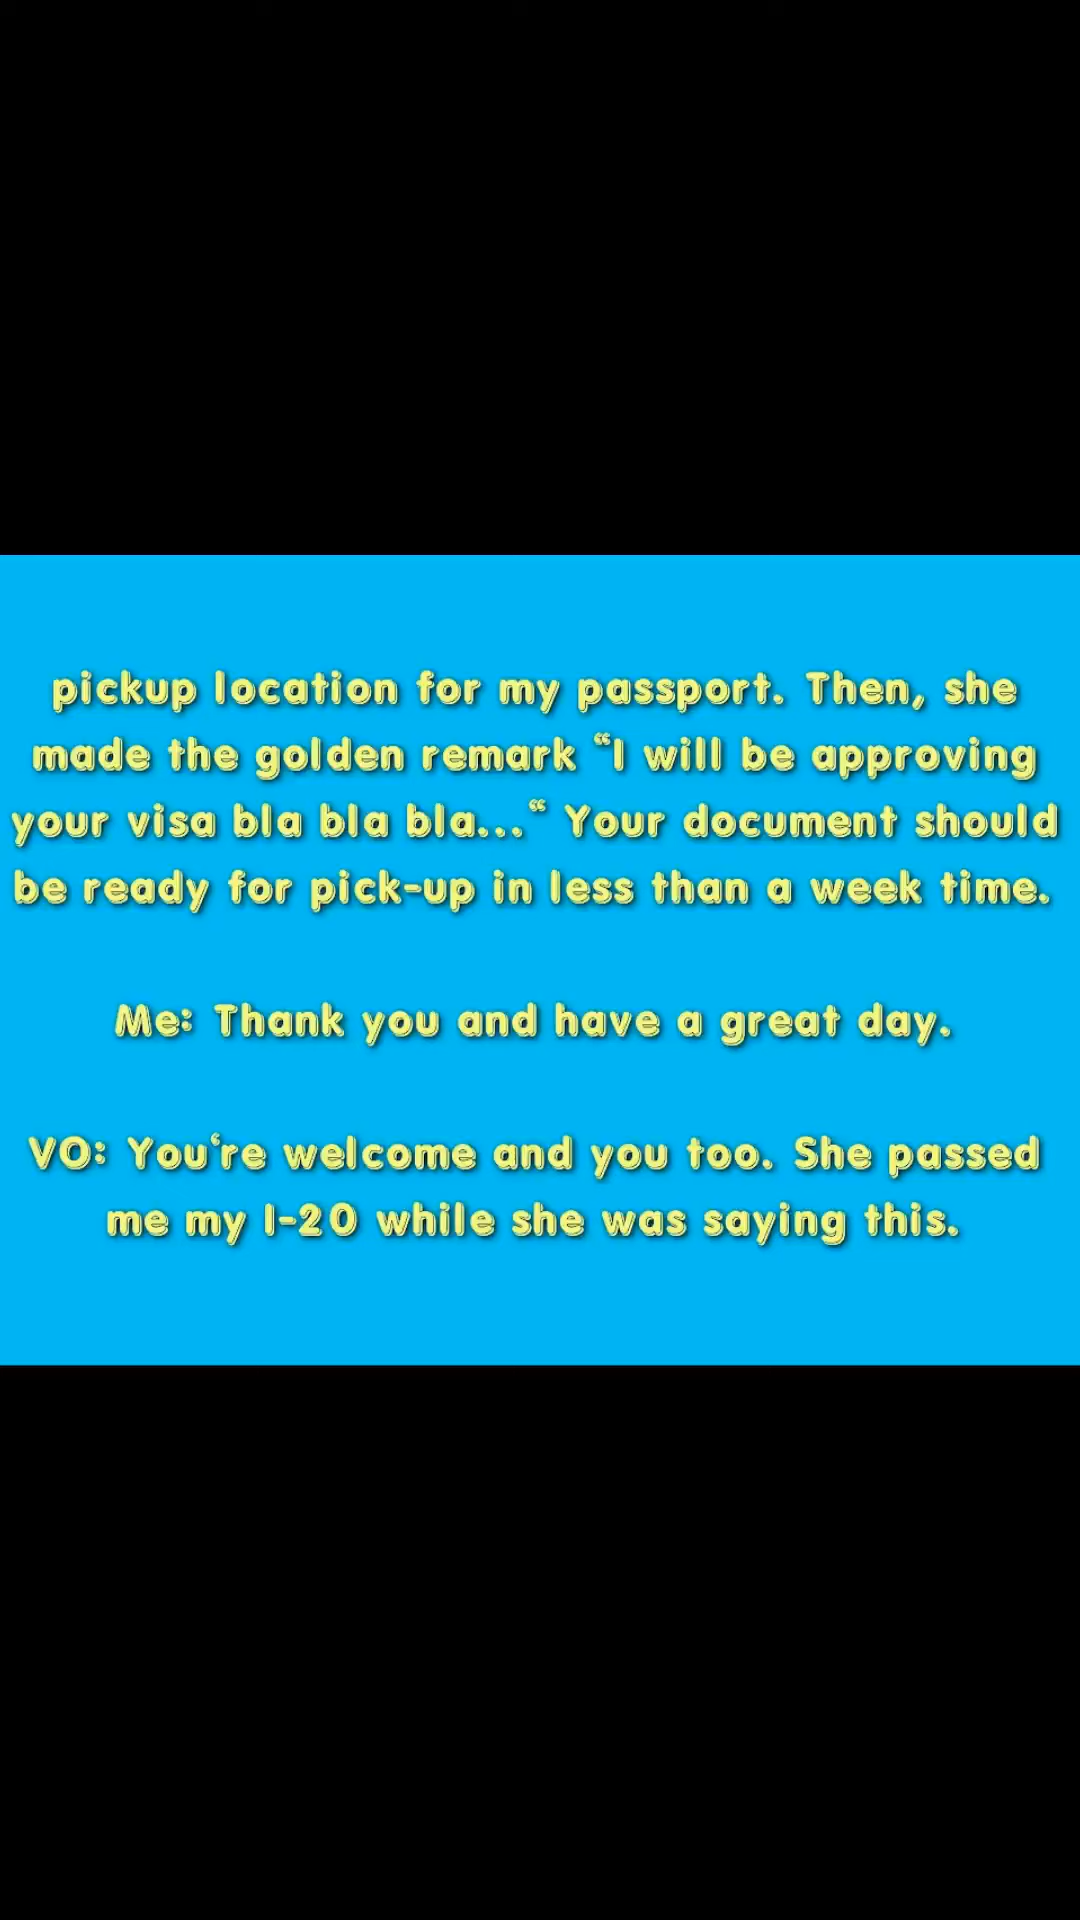 pickup location for my passport. Then, she
made the golden remark “I will be approving
your visa bla bla bla...“ Your document should
be ready for pick-up in less than a week time.
Me: Thank you and have a great day.
VO: You‘re welcome and you too. She passed
me my I-20 while she was saying this.